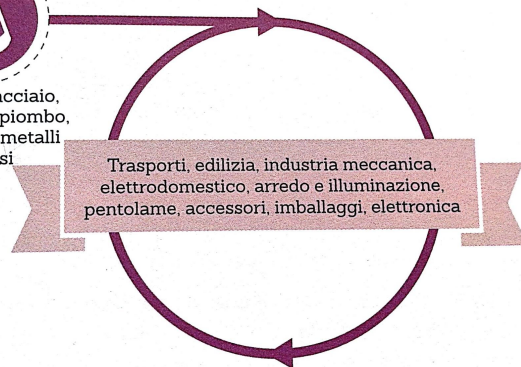 acciaio,
piombo,
metalli
si
Trasporti, edilizia, industria meccanica,
elettrodomestico, arredo e illuminazione,
pentolame, accessori, imballaggi, elettronica